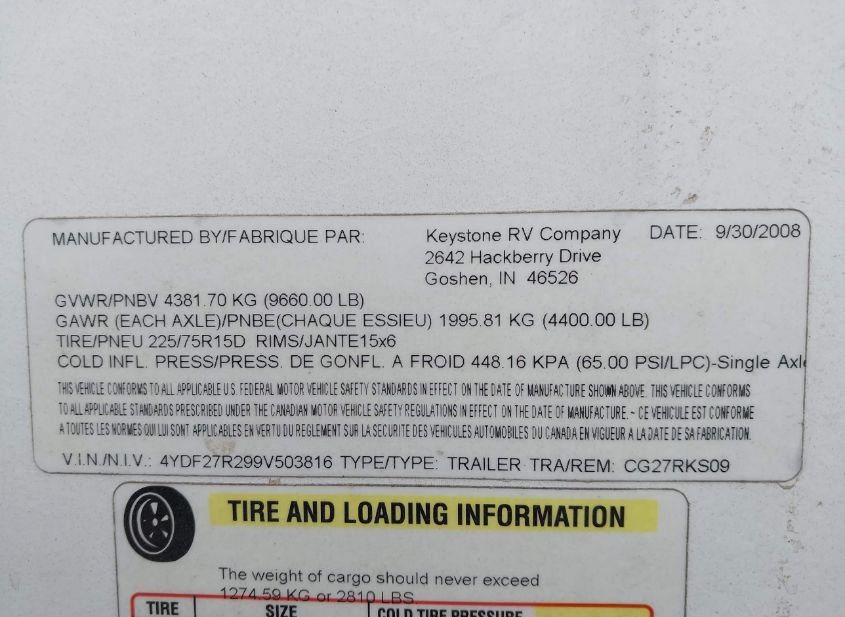 MANUFACTURED BY/FABRIQUE PAR: Keystone RV Company DATE: 9/30/2008
2642 Hackberry Drive
Goshen, IN 46526
GVWR/PNBV 4381.70 KG (9660.00 LB)
GAWR (EACH AXLE)/PNBE(CHAQUE ESSIEU) 1995.81 KG (4400.00 LB)
TIRE/PNEU 225/75R15D RIMS/JANTE15x6
COLD INFL. PRESS/PRESS. DE GONFL. A FROID 448.16 KPA (65.00 PSI/LPC)-Single Axle
THIS VEHICLE CONFORMS TO ALL APPLICABLE U.S. FEDERAL MOTOR VEHICLE SAFETY STANDARDS IN EFFECT ON THE DATE OF MANUFACTURE SHOWN ABOVE. THIS VEHICLE CONFORMS
TO ALL APPLICABLE STANDARDS PRESCRIBED UNDER THE CANADIAN MOTOR VEHICLE SAFETY REGULATIONS IN EFFECT ON THE DATE OF MANUFACTURE. - CE VEHICULE EST CONFORME
A TOUTES LES NORMES QUI LUI SONT APPLICABLES EN VERTU DU REGLEMENT SUR LA SECURITE DES VEHICULES AUTOMOBILES DU CANADA EN VIGUEUR A LA DATE DE SA FABRICATION.
V.I.N./N.I.V.: 4YDF27R299V503816 TYPE/TYPE: TRAILER TRA/REM: CG27RKS09
TIRE AND LOADING INFORMATION
The weight of cargo should never exceed
1274.59 KG or 2810 LBS.
TIRE SIZE COLD TIRE PRESSURE